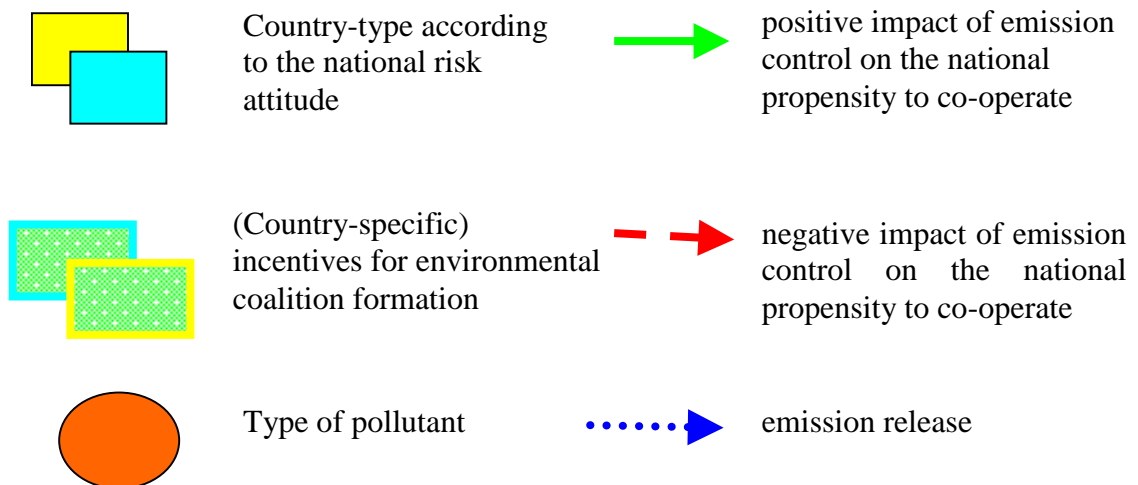 Country-type according
to the national risk
attitude
positive impact of emission
control on the national
propensity to co-operate
(Country-specific)
incentives for environmental
coalition formation
negative impact of emission
control on the national
propensity to co-operate
Type of pollutant
emission release